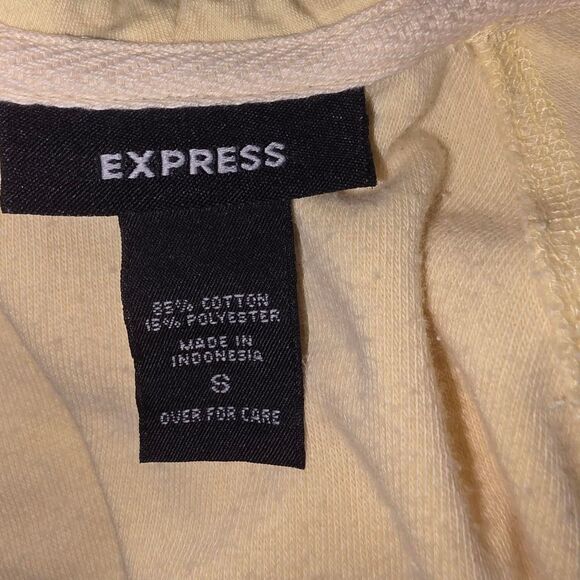 EXPRESS
85% COTTON
15% POLYESTER
MADE IN
INDONESIA
S
OVER FOR CARE